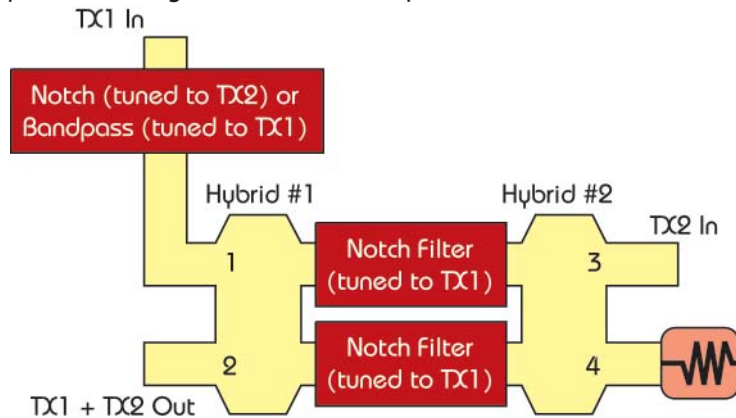 TX1 In
Notch (tuned to TX2) or
Bandpass (tuned to TX1)
Hybrid #1
Hybrid #2
TX2 In
1
Notch Filter
(tuned to TX1)
3
2
Notch Filter
(tuned to TX1)
4
TX1 + TX2 Out